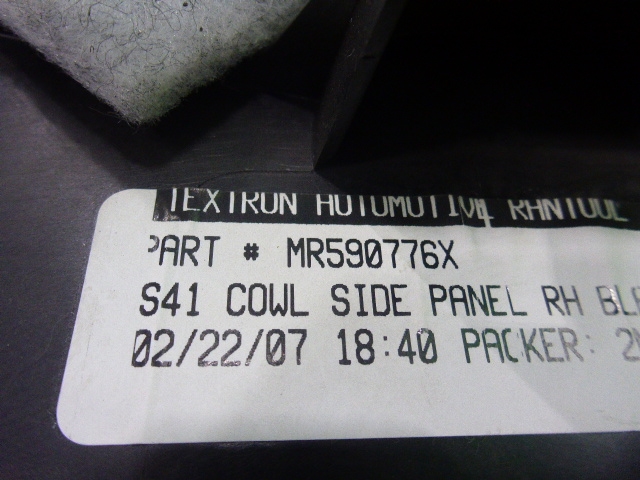 TEXTRON AUTOMOTIVE RANTOUL
PART # MR590776X
S41 COWL SIDE PANEL RH
02/22/07 18:40 PACKER: